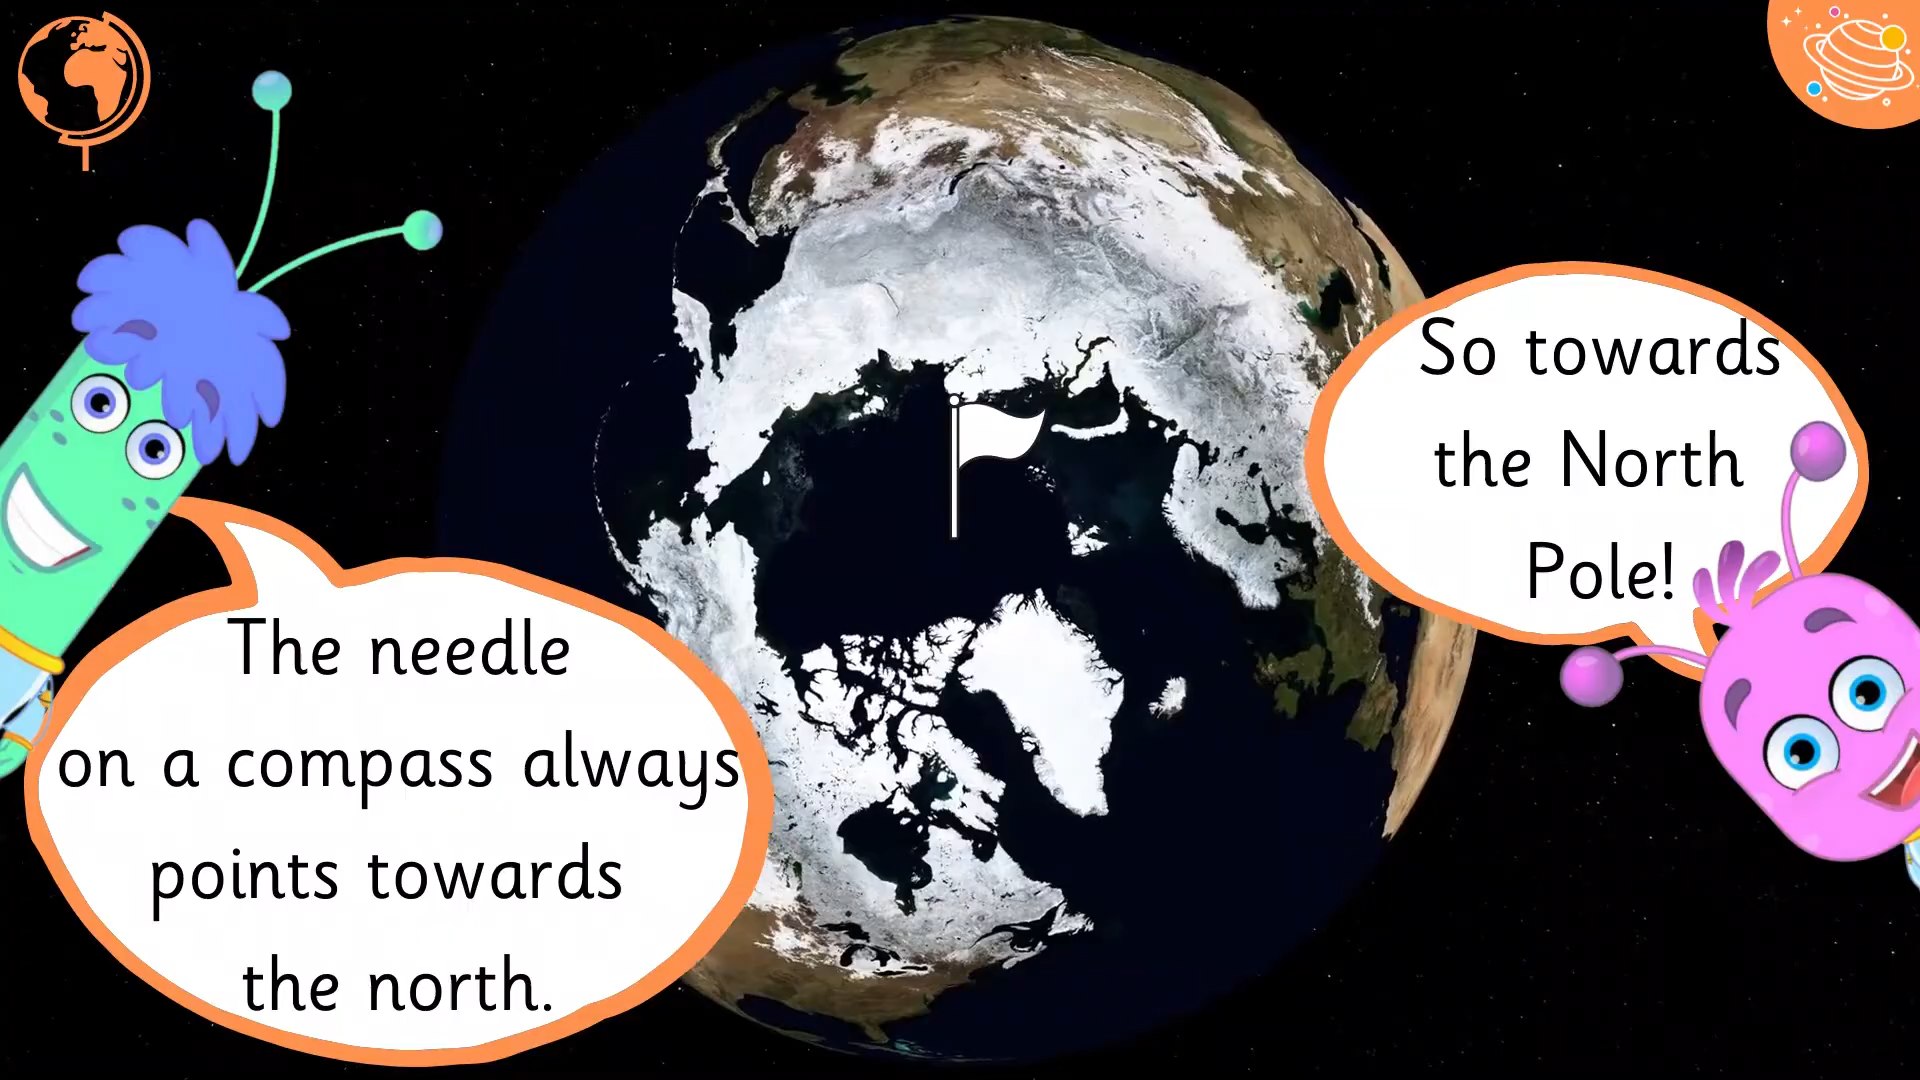 The needle
on a compass always
points towards
the north.
So towards
the North
Pole!